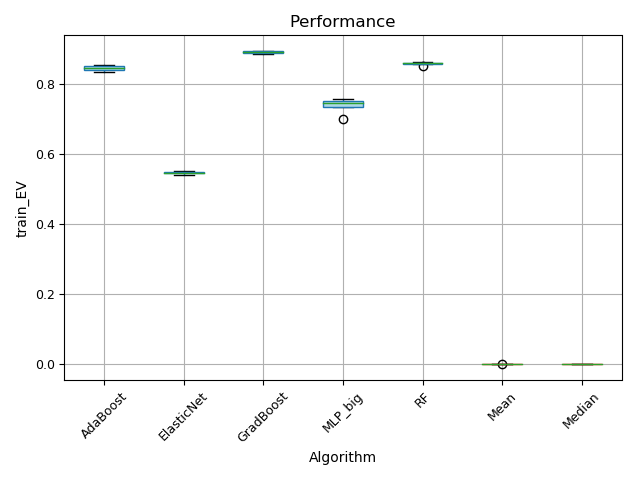 Performance
train_EV
0.8
0.6
0.4
0.2
0.0
AdaBoost
ElasticNet
GradBoost
MLP_big
RF
Mean
Median
Algorithm